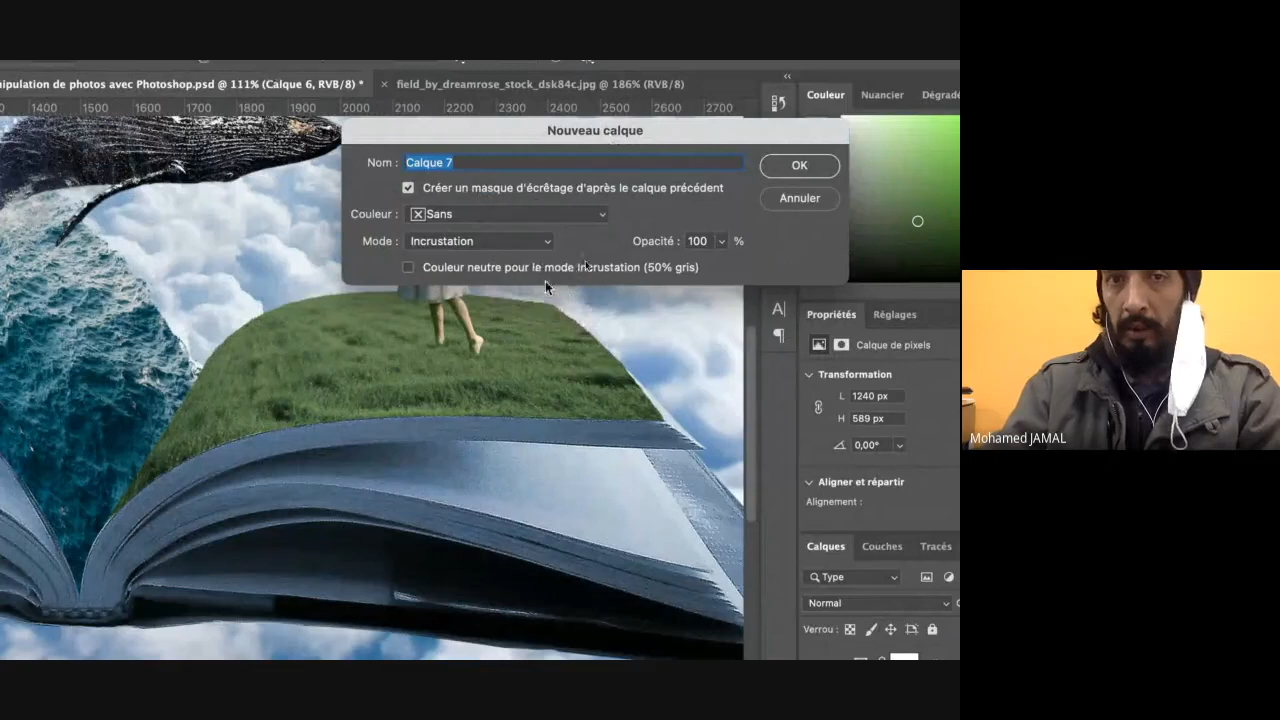 nipulation de photos avec Photoshop.psd @ 111% (Calque 6, RVB/8) *
× field_by_dreamrose_stock_dsk84c.jpg @ 186% (RVB/8)
1400 1500 1600 1700 1800 1900 2000 2100 2200 2300 2400 2500 2600 2700
Nouveau calque
Nom : Calque 7
OK
Créer un masque d'écrêtage d'après le calque précédent
Annuler
Couleur : Sans
Mode : Incrustation
Opacité : 100 %
Couleur neutre pour le mode incrustation (50% gris)
Couleur Nuancier Dégradé
Propriétés Réglages
Calque de pixels
Transformation
L 1240 px
H 589 px
0,00°
Aligner et répartir
Alignement :
Calques Couches Tracés
Type
Normal
Verrou :
Mohamed JAMAL